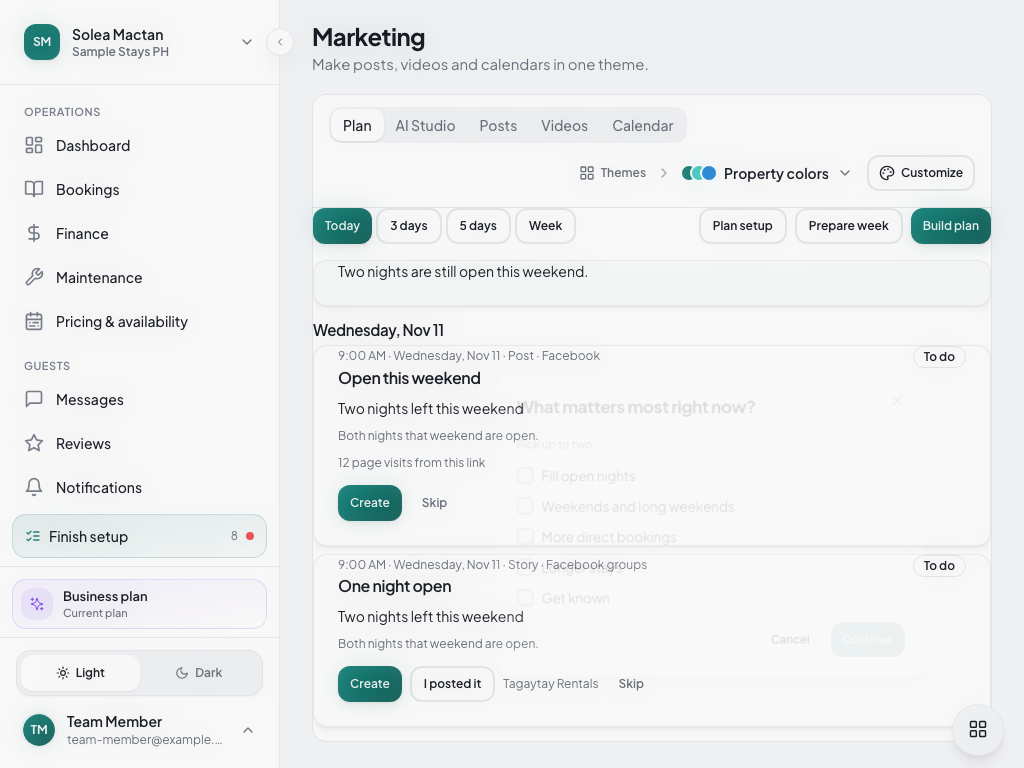 SM
Solea Mactan
Sample Stays PH
OPERATIONS
Dashboard
Bookings
Finance
Maintenance
Pricing & availability
GUESTS
Messages
Reviews
Notifications
Finish setup 8
Business plan
Current plan
Light Dark
TM
Team Member
team-member@example....
Marketing
Make posts, videos and calendars in one theme.
Plan AI Studio Posts Videos Calendar
Themes Property colors Customize
Today 3 days 5 days Week Plan setup Prepare week Build plan
Two nights are still open this weekend.
Wednesday, Nov 11
9:00 AM · Wednesday, Nov 11 · Post · Facebook To do
Open this weekend
Two nights left this weekend
Both nights that weekend are open.
12 page visits from this link
Create Skip
What matters most right now?
Pick up to two
Fill open nights
Weekends and long weekends
More direct bookings
Longer stays
Get known
Cancel Continue
9:00 AM · Wednesday, Nov 11 · Story · Facebook groups To do
One night open
Two nights left this weekend
Both nights that weekend are open.
Create I posted it Tagaytay Rentals Skip